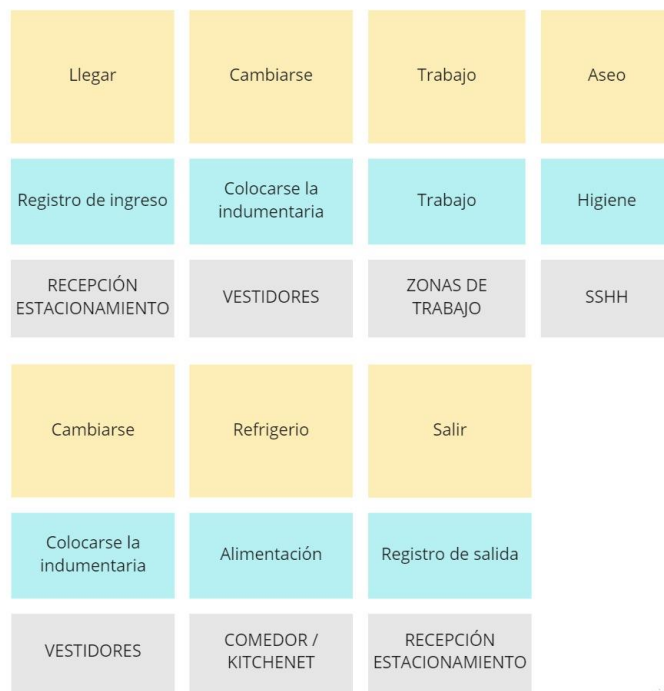 Llegar
Cambiarse
Trabajo
Aseo
Registro de ingreso
Colocarse la
indumentaria
Trabajo
Higiene
RECEPCIÓN
ESTACIONAMIENTO
VESTIDORES
ZONAS DE
TRABAJO
SSHH
Cambiarse
Refrigerio
Salir
Colocarse la
indumentaria
Alimentación
Registro de salida
VESTIDORES
COMEDOR /
KITCHENET
RECEPCIÓN
ESTACIONAMIENTO